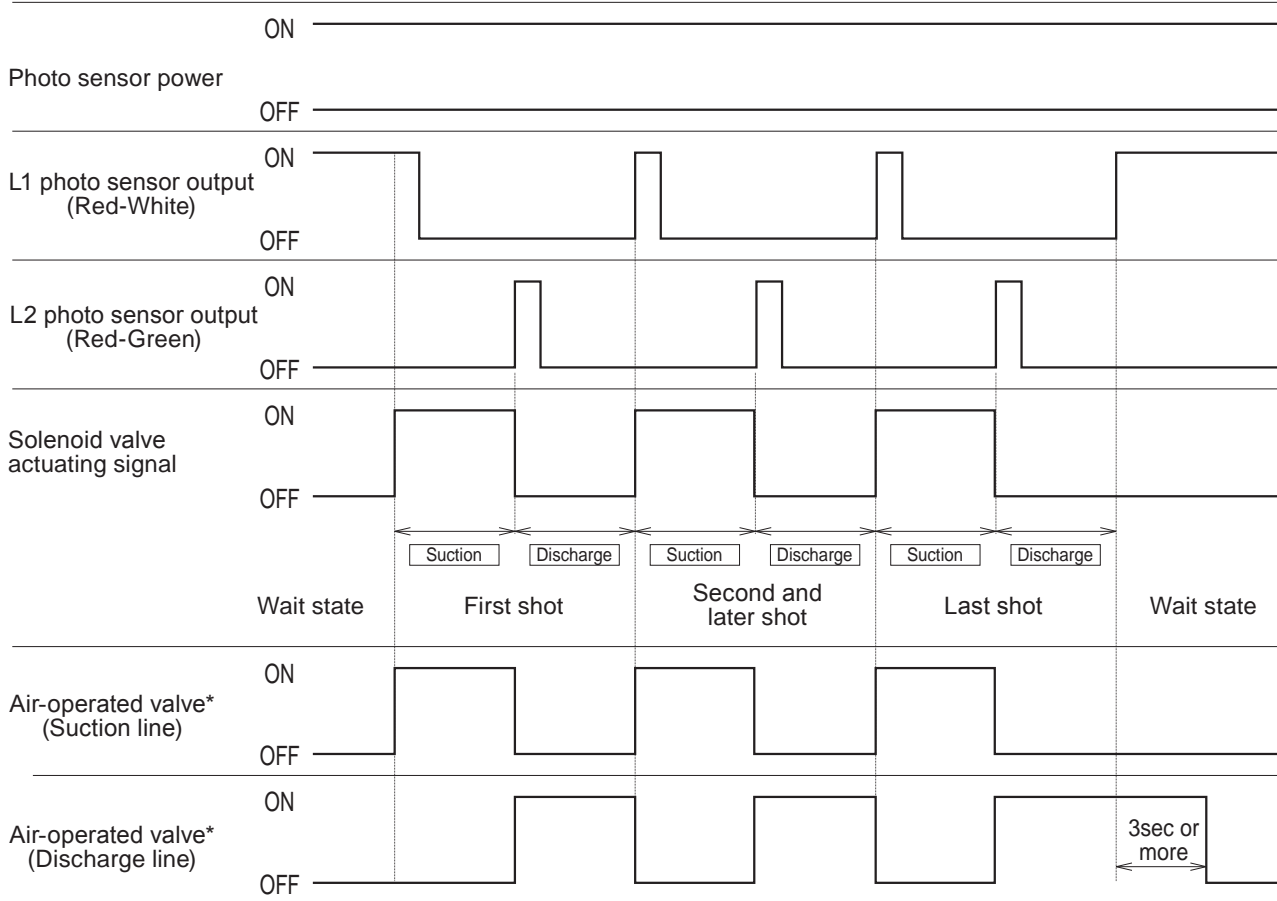 ON
Photo sensor power
OFF
ON
L1 photo sensor output
(Red-White)
OFF
ON
L2 photo sensor output
(Red-Green)
OFF
ON
Solenoid valve
actuating signal
OFF
Suction Discharge Suction Discharge Suction Discharge
Wait state First shot Second and later shot Last shot Wait state
ON
Air-operated valve*
(Suction line)
OFF
ON
Air-operated valve*
(Discharge line)
3sec or
more
OFF